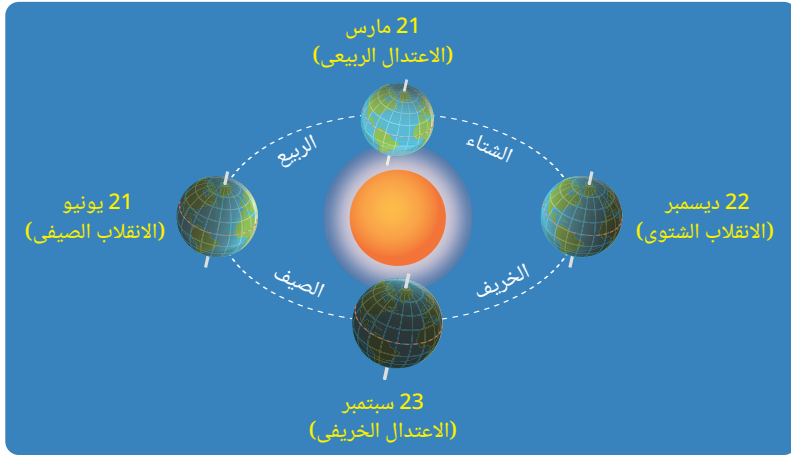 21 مارس
(الاعتدال الربيعى)
الربيع
الشتاء
21 يونيو
(الانقلاب الصيفى)
22 ديسمبر
(الانقلاب الشتوى)
الصيف
الخريف
23 سبتمبر
(الاعتدال الخريفى)